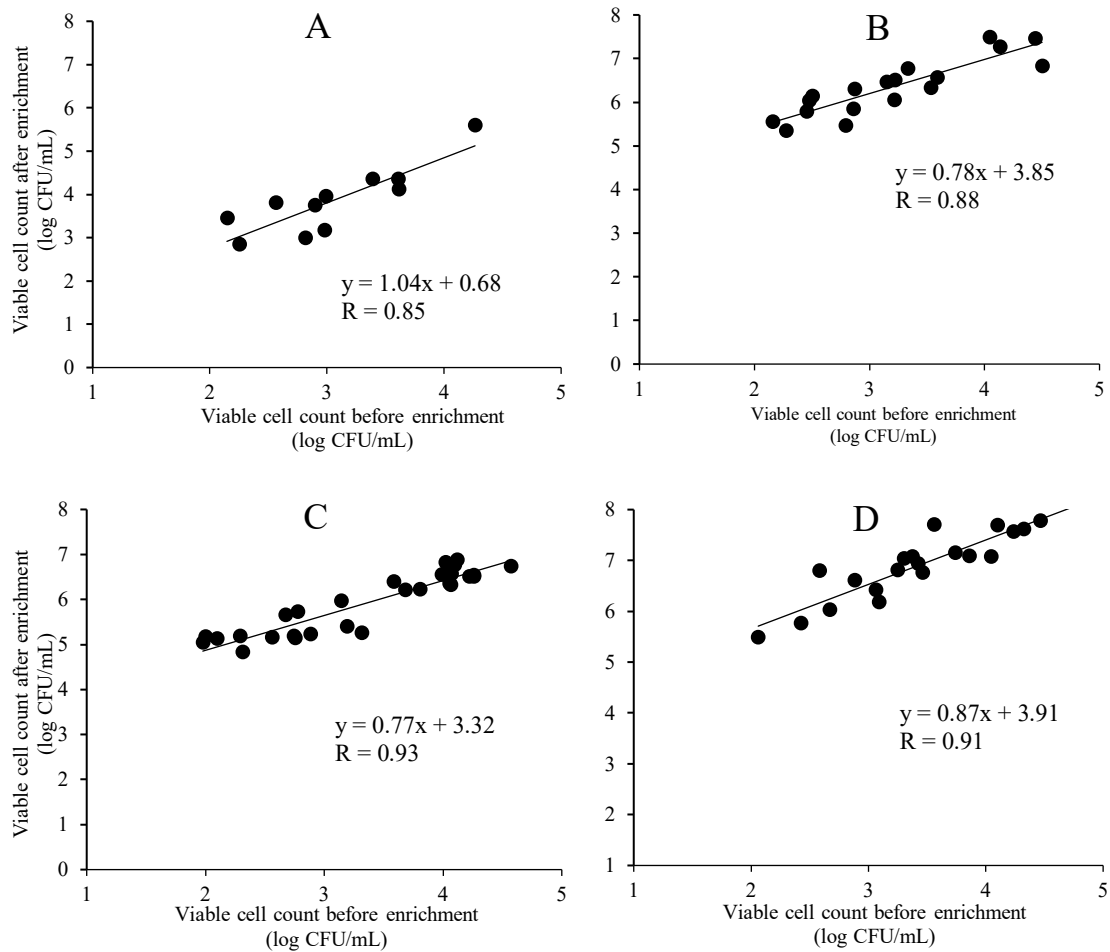 A
8
7
6
5
4
3
2
1
0
Viable cell count after enrichment
(log CFU/mL)
y = 1.04x + 0.68
R = 0.85
1 2 3 4 5
Viable cell count before enrichment
(log CFU/mL)
B
8
7
6
5
4
3
2
1
0
y = 0.78x + 3.85
R = 0.88
1 2 3 4 5
Viable cell count before enrichment
(log CFU/mL)
C
8
7
6
5
4
3
2
1
0
Viable cell count after enrichment
(log CFU/mL)
y = 0.77x + 3.32
R = 0.93
1 2 3 4 5
Viable cell count before enrichment
(log CFU/mL)
D
8
7
6
5
4
3
2
1
y = 0.87x + 3.91
R = 0.91
1 2 3 4 5
Viable cell count before enrichment
(log CFU/mL)